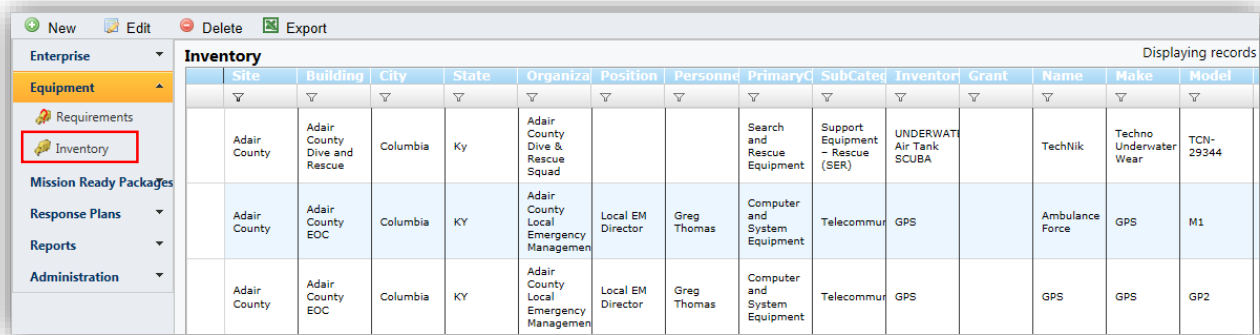 New Edit Delete Export
Enterprise
Equipment
Requirements
Inventory
Mission Ready Packages
Response Plans
Reports
Administration
Inventory Displaying records
Site Building City State Organiza Position Personne PrimaryC SubCateg Inventor Grant Name Make Model
Adair
County
Adair
County
Dive and
Rescue
Columbia
Ky
Adair
County
Dive &
Rescue
Squad
Search
and
Rescue
Equipment
Support
Equipment
– Rescue
(SER)
UNDERWATE
Air Tank
SCUBA
TechNik
Techno
Underwater
Wear
TCN-
29344
Adair
County
Adair
County
EOC
Columbia
KY
Adair
County
Local
Emergency
Managemen
Local EM
Director
Greg
Thomas
Computer
and
System
Equipment
Telecommun
GPS
Ambulance
Force
GPS
M1
Adair
County
Adair
County
EOC
Columbia
KY
Adair
County
Local
Emergency
Managemen
Local EM
Director
Greg
Thomas
Computer
and
System
Equipment
Telecommun
GPS
GPS
GPS
GP2